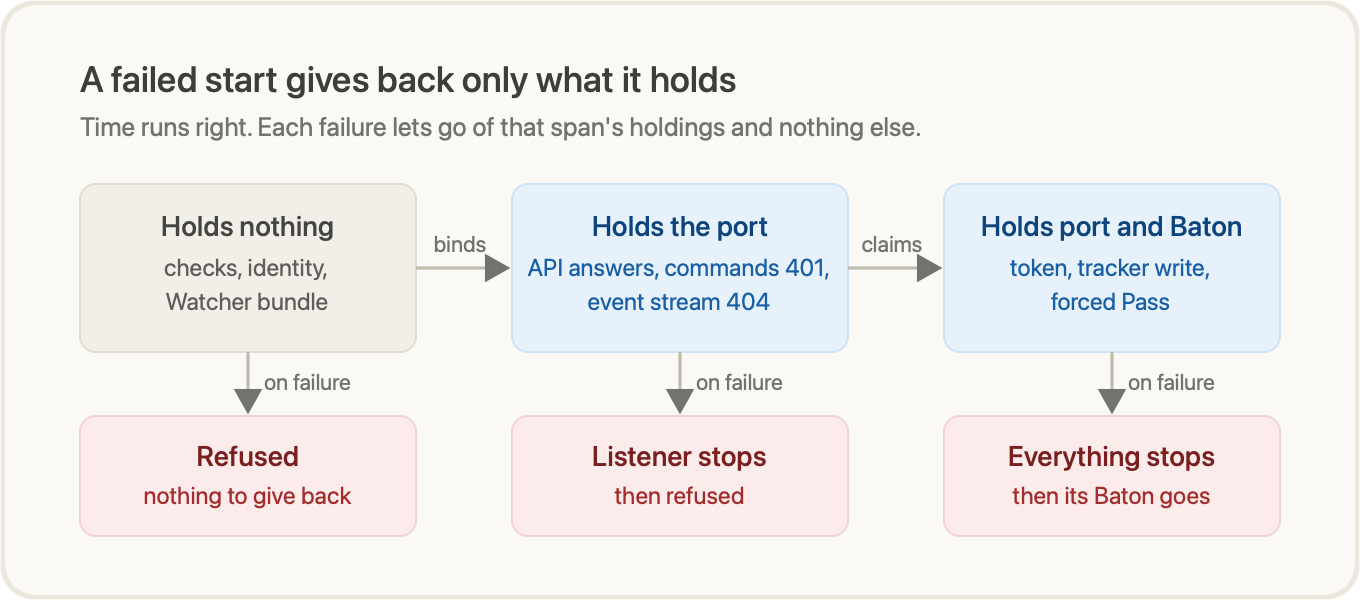 A failed start gives back only what it holds
Time runs right. Each failure lets go of that span's holdings and nothing else.
Holds nothing
checks, identity,
Watcher bundle
binds
Holds the port
API answers, commands 401,
event stream 404
claims
Holds port and Baton
token, tracker write,
forced Pass
on failure
on failure
on failure
Refused
nothing to give back
Listener stops
then refused
Everything stops
then its Baton goes